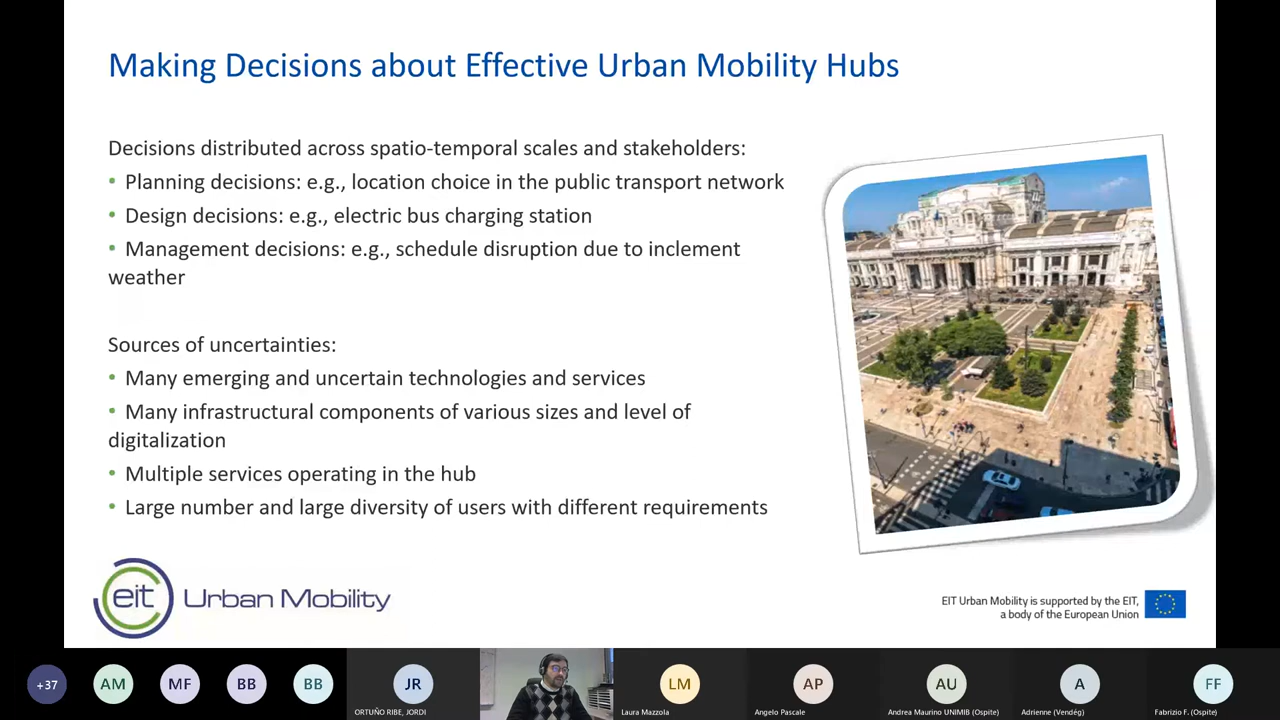 Making Decisions about Effective Urban Mobility Hubs
Decisions distributed across spatio-temporal scales and stakeholders:
• Planning decisions: e.g., location choice in the public transport network
• Design decisions: e.g., electric bus charging station
• Management decisions: e.g., schedule disruption due to inclement
weather
Sources of uncertainties:
• Many emerging and uncertain technologies and services
• Many infrastructural components of various sizes and level of
digitalization
• Multiple services operating in the hub
• Large number and large diversity of users with different requirements
eit Urban Mobility
EIT Urban Mobility is supported by the EIT,
a body of the European Union
+37 AM MF BB BB JR LM AP AU A FF
ORTUÑO RIBE, JORDI Laura Mazzola Angelo Pascale Andrea Maurino UNIMIB (Ospite) Adrienne (Vendég) Fabrizio F. (Ospite)